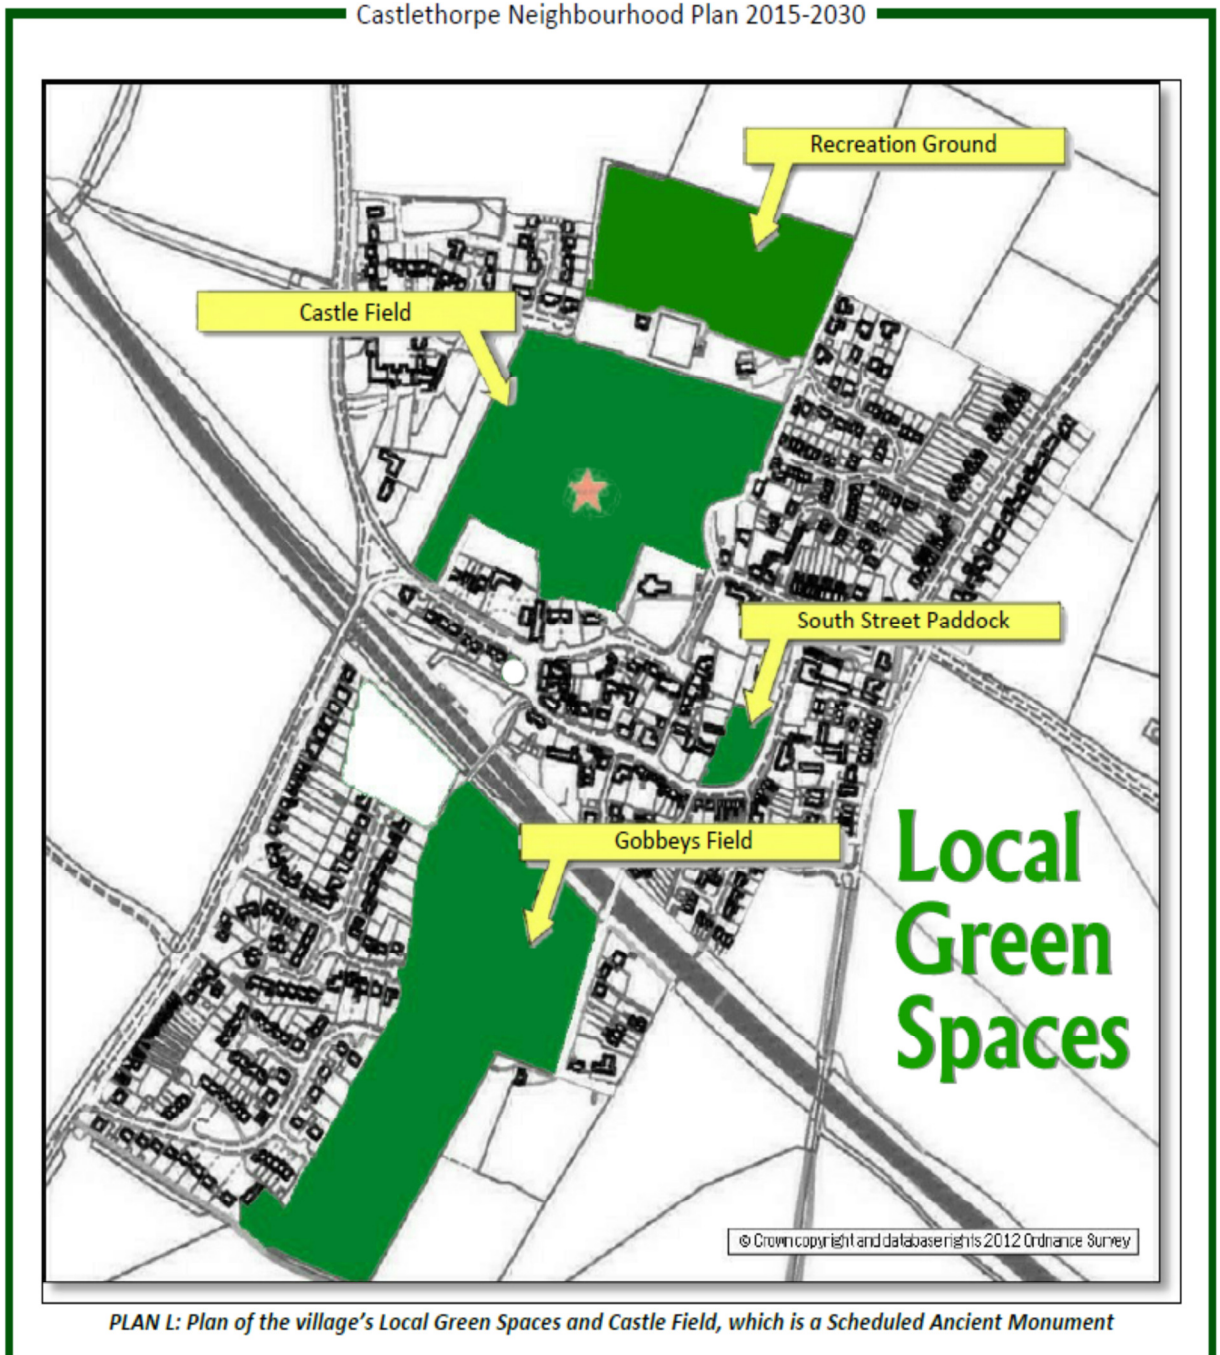 Castlethorpe Neighbourhood Plan 2015-2030
Recreation Ground
Castle Field
South Street Paddock
Gobbeys Field
Local
Green
Spaces
© Crown copyright and database rights 2012 Ordnance Survey
PLAN L: Plan of the village's Local Green Spaces and Castle Field, which is a Scheduled Ancient Monument